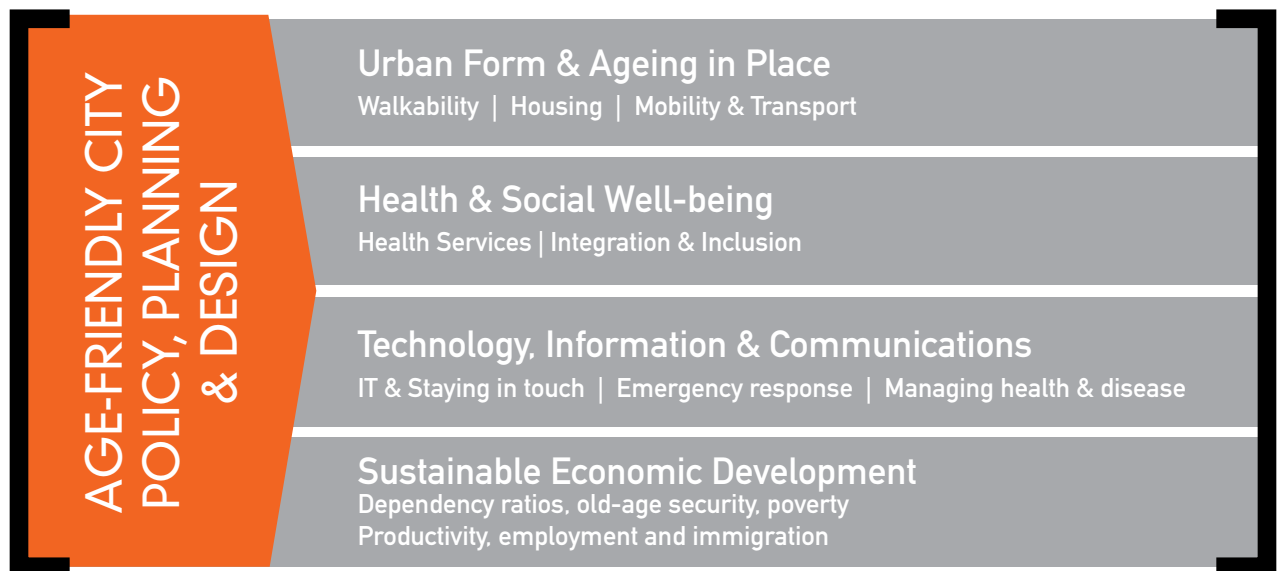 AGE-FRIENDLY CITY
POLICY, PLANNING
& DESIGN
Urban Form & Ageing in Place
Walkability | Housing | Mobility & Transport
Health & Social Well-being
Health Services | Integration & Inclusion
Technology, Information & Communications
IT & Staying in touch | Emergency response | Managing health & disease
Sustainable Economic Development
Dependency ratios, old-age security, poverty
Productivity, employment and immigration